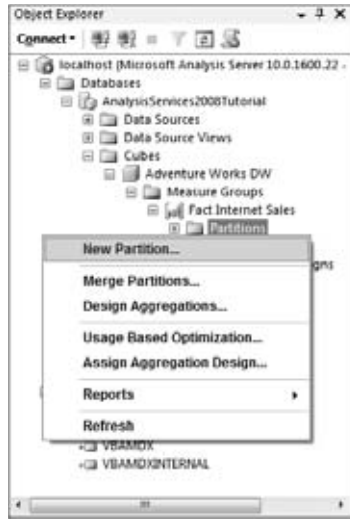 Object Explorer
Connect
localhost (Microsoft Analysis Server 10.0.1600.22 -
Databases
AnalysisServices2008Tutorial
Data Sources
Data Source Views
Cubes
Adventure Works DW
Measure Groups
Fact Internet Sales
Partitions
New Partition...
gns
Merge Partitions...
Design Aggregations...
Usage Based Optimization...
Assign Aggregation Design...
Reports
Refresh
VBAMDX
VBAMDXINTERNAL